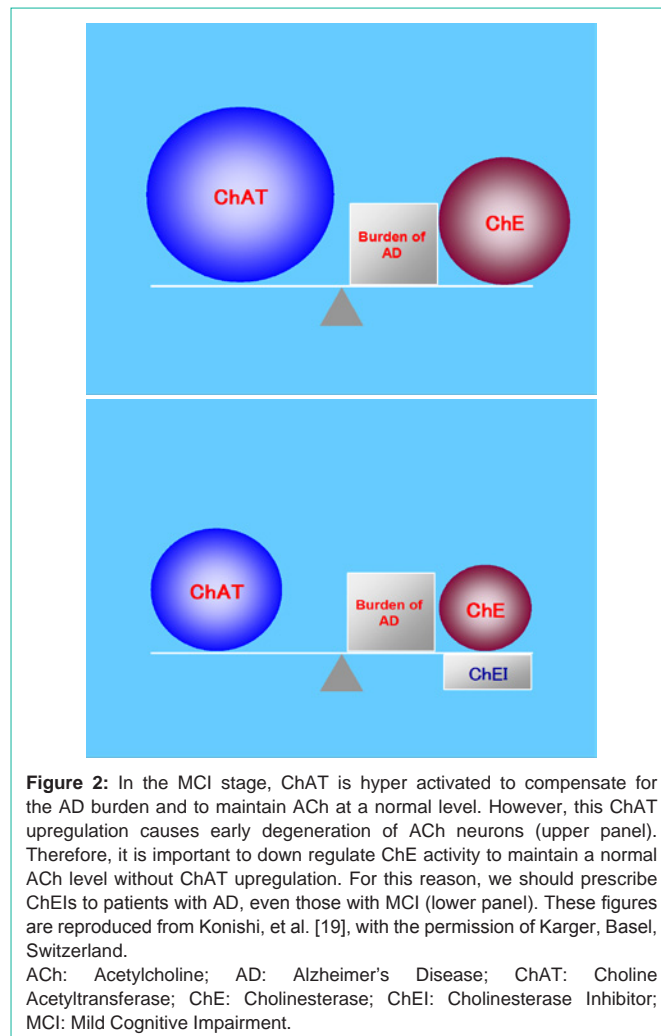 ChAT
Burden of
AD
ChE
ChAT
Burden of
AD
ChE
ChEI
Figure 2: In the MCI stage, ChAT is hyper activated to compensate for
the AD burden and to maintain ACh at a normal level. However, this ChAT
upregulation causes early degeneration of ACh neurons (upper panel).
Therefore, it is important to down regulate ChE activity to maintain a normal
ACh level without ChAT upregulation. For this reason, we should prescribe
ChEIs to patients with AD, even those with MCI (lower panel). These figures
are reproduced from Konishi, et al. [19], with the permission of Karger, Basel,
Switzerland.
ACh: Acetylcholine; AD: Alzheimer's Disease; ChAT: Choline
Acetyltransferase; ChE: Cholinesterase; ChEI: Cholinesterase Inhibitor;
MCI: Mild Cognitive Impairment.